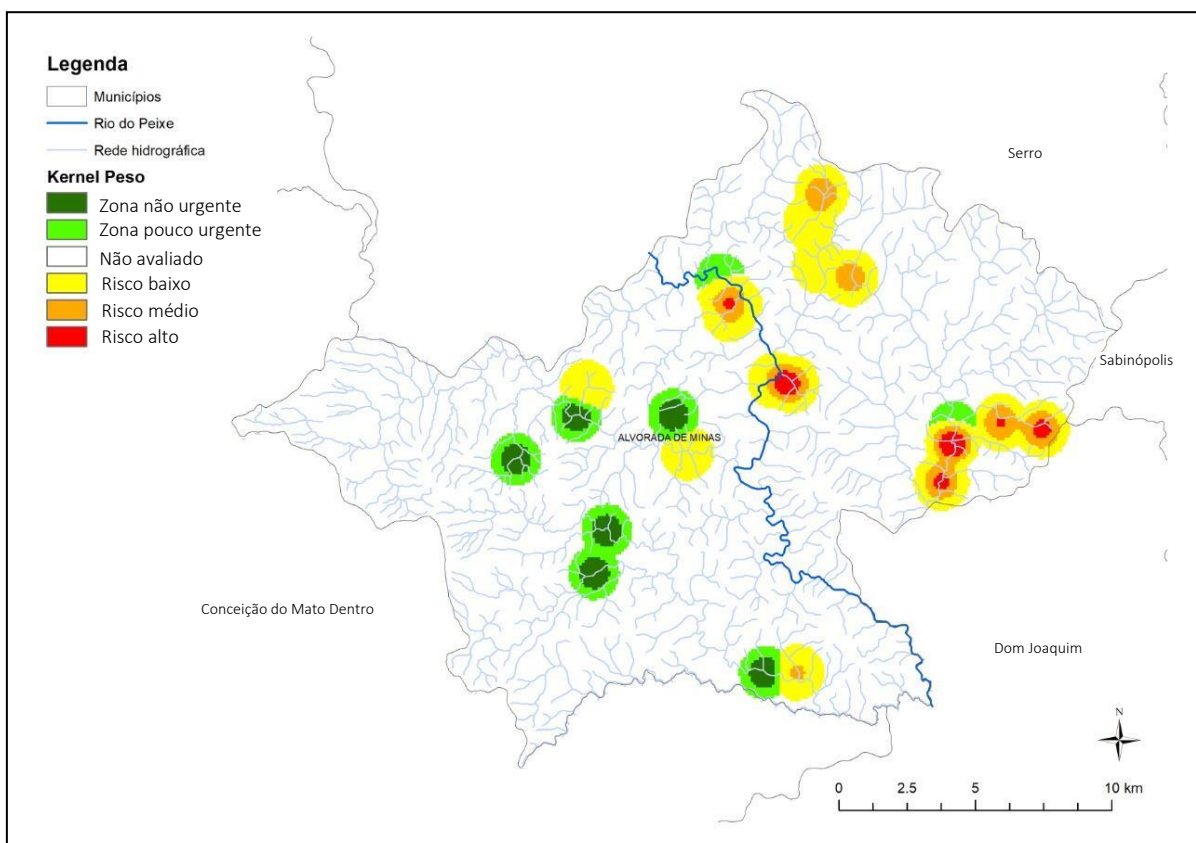 Legenda
Municípios
Rio do Peixe
Rede hidrográfica
Kernel Peso
Zona não urgente
Zona pouco urgente
Não avaliado
Risco baixo
Risco médio
Risco alto
Serro
Sabinópolis
ALVORADA DE MINAS
Conceição do Mato Dentro
Dom Joaquim
N
0 2.5 5 10 km